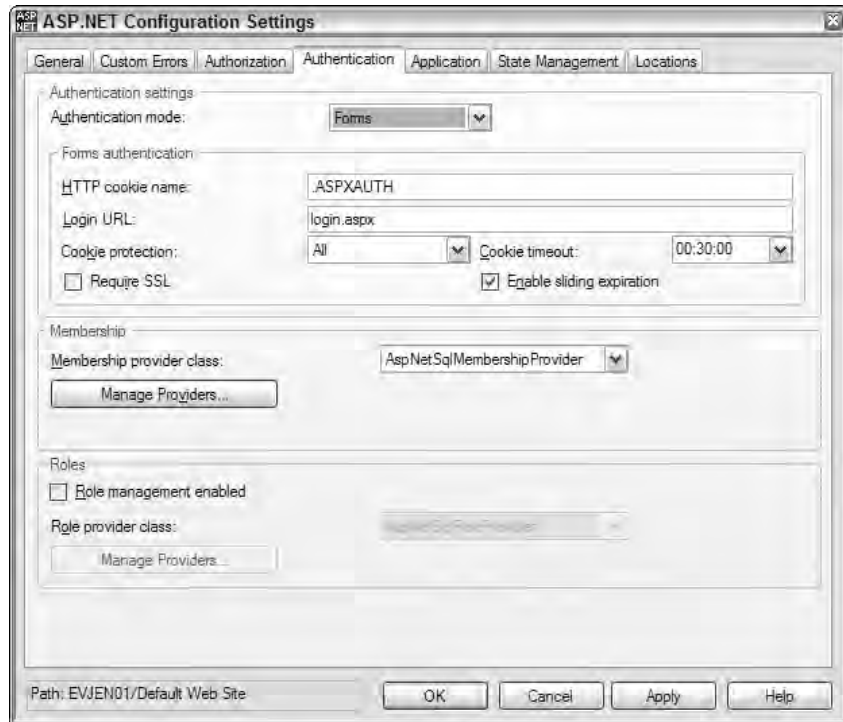 ASP.NET ASP.NET Configuration Settings
General Custom Errors Authorization Authentication Application State Management Locations
Authentication settings
Authentication mode: Forms
Forms authentication
HTTP cookie name: .ASPXAUTH
Login URL: login.aspx
Cookie protection: All Cookie timeout: 00:30:00
Require SSL Enable sliding expiration
Membership
Membership provider class: AspNetSqlMembershipProvider
Manage Providers...
Roles
Role management enabled
Role provider class:
Manage Providers...
Path: EVJEN01/Default Web Site OK Cancel Apply Help